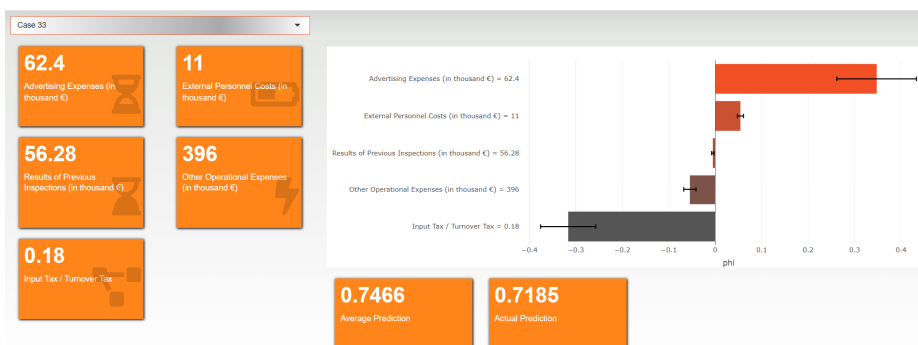 Case 33
62.4
Advertising Expenses (in
thousand €)
11
External Personnel Costs (in
thousand €)
56.28
Results of Previous
Inspections (in thousand €)
396
Other Operational Expenses
(in thousand €)
0.18
Input Tax / Turnover Tax
Advertising Expenses (in thousand €) = 62.4
External Personnel Costs (in thousand €) = 11
Results of Previous Inspections (in thousand €) = 56.28
Other Operational Expenses (in thousand €) = 396
Input Tax / Turnover Tax = 0.18
−0.4 −0.3 −0.2 −0.1 0 0.1 0.2 0.3 0.4
phi
0.7466
Average Prediction
0.7185
Actual Prediction